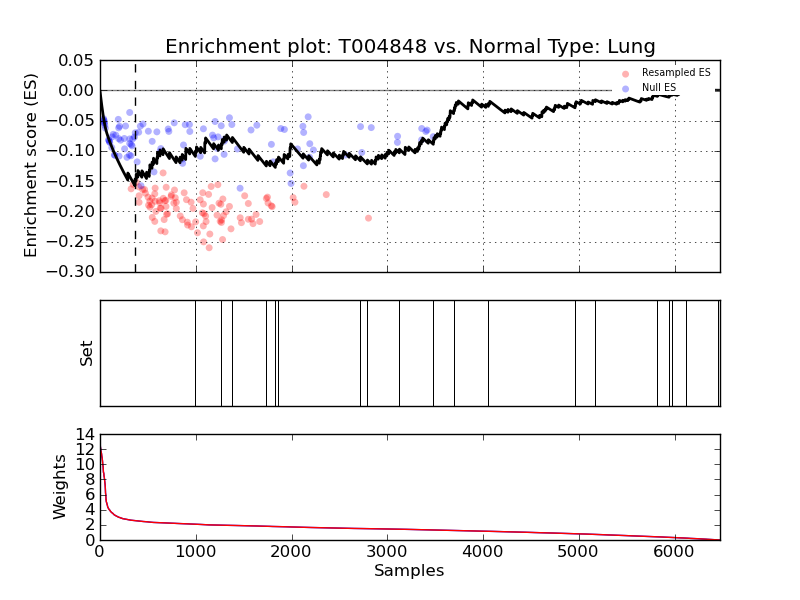 Enrichment plot: T004848 vs. Normal Type: Lung
Enrichment score (ES)
0.05
0.00
−0.05
−0.10
−0.15
−0.20
−0.25
−0.30
Resampled ES
Null ES
Set
Weights
14
12
10
8
6
4
2
0
0 1000 2000 3000 4000 5000 6000
Samples